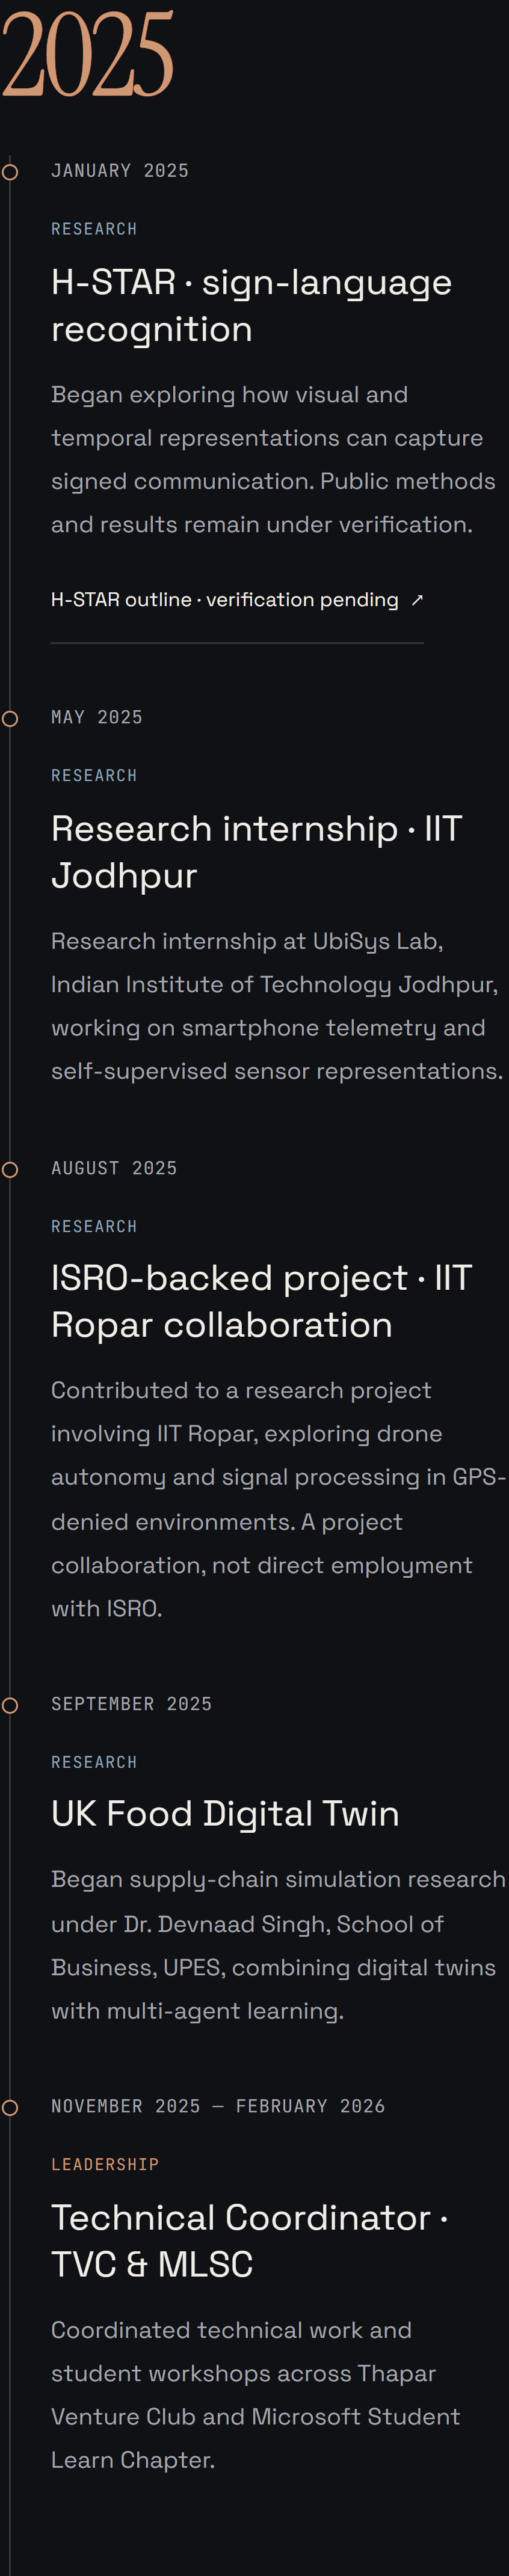 2025
JANUARY 2025
RESEARCH
H-STAR · sign-language
recognition
Began exploring how visual and
temporal representations can capture
signed communication. Public methods
and results remain under verification.
H-STAR outline · verification pending ↗
MAY 2025
RESEARCH
Research internship · IIT
Jodhpur
Research internship at UbiSys Lab,
Indian Institute of Technology Jodhpur,
working on smartphone telemetry and
self-supervised sensor representations.
AUGUST 2025
RESEARCH
ISRO-backed project · IIT
Ropar collaboration
Contributed to a research project
involving IIT Ropar, exploring drone
autonomy and signal processing in GPS-
denied environments. A project
collaboration, not direct employment
with ISRO.
SEPTEMBER 2025
RESEARCH
UK Food Digital Twin
Began supply-chain simulation research
under Dr. Devnaad Singh, School of
Business, UPES, combining digital twins
with multi-agent learning.
NOVEMBER 2025 — FEBRUARY 2026
LEADERSHIP
Technical Coordinator ·
TVC & MLSC
Coordinated technical work and
student workshops across Thapar
Venture Club and Microsoft Student
Learn Chapter.